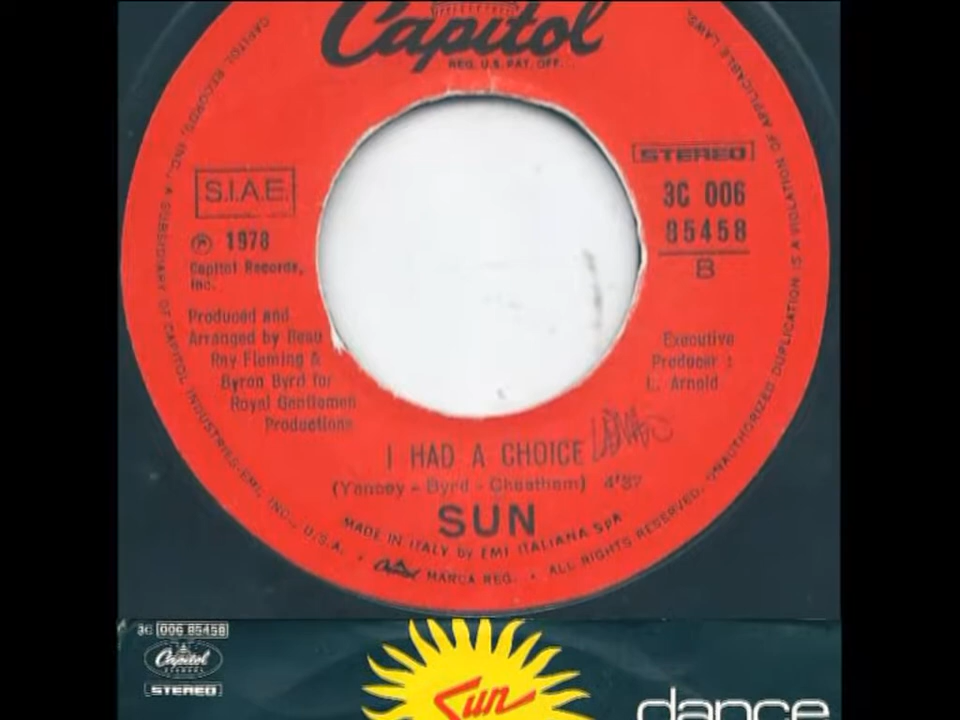 Capitol
REG. U.S. PAT. OFF.
CAPITOL RECORDS, INC., A SUBSIDIARY OF CAPITOL INDUSTRIES-EMI, INC., U.S.A. • Capitol MARCA REG. • ALL RIGHTS RESERVED. UNAUTHORIZED DUPLICATION IS A VIOLATION OF APPLICABLE LAWS.
S.I.A.E.
℗ 1978
Capitol Records,
Inc.
Produced and
Arranged by Beau
Ray Fleming &
Byron Byrd for
Royal Gentlemen
Productions
STEREO
3C 006
85458
B
Executive
Producer :
L. Arnold
I HAD A CHOICE
(Yancey - Byrd - Cheatham) 4'37
SUN
MADE IN ITALY by EMI ITALIANA SPA
3C 006 85458
Capitol
RECORDS
STEREO
Sun
dance